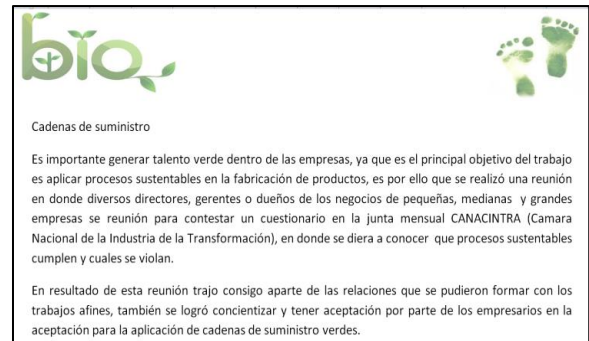 bio
Cadenas de suministro
Es importante generar talento verde dentro de las empresas, ya que es el principal objetivo del trabajo
es aplicar procesos sustentables en la fabricación de productos, es por ello que se realizó una reunión
en donde diversos directores, gerentes o dueños de los negocios de pequeñas, medianas y grandes
empresas se reunión para contestar un cuestionario en la junta mensual CANACINTRA (Camara
Nacional de la Industria de la Transformación), en donde se diera a conocer que procesos sustentables
cumplen y cuales se violan.
En resultado de esta reunión trajo consigo aparte de las relaciones que se pudieron formar con los
trabajos afines, también se logró concientizar y tener aceptación por parte de los empresarios en la
aceptación para la aplicación de cadenas de suministro verdes.